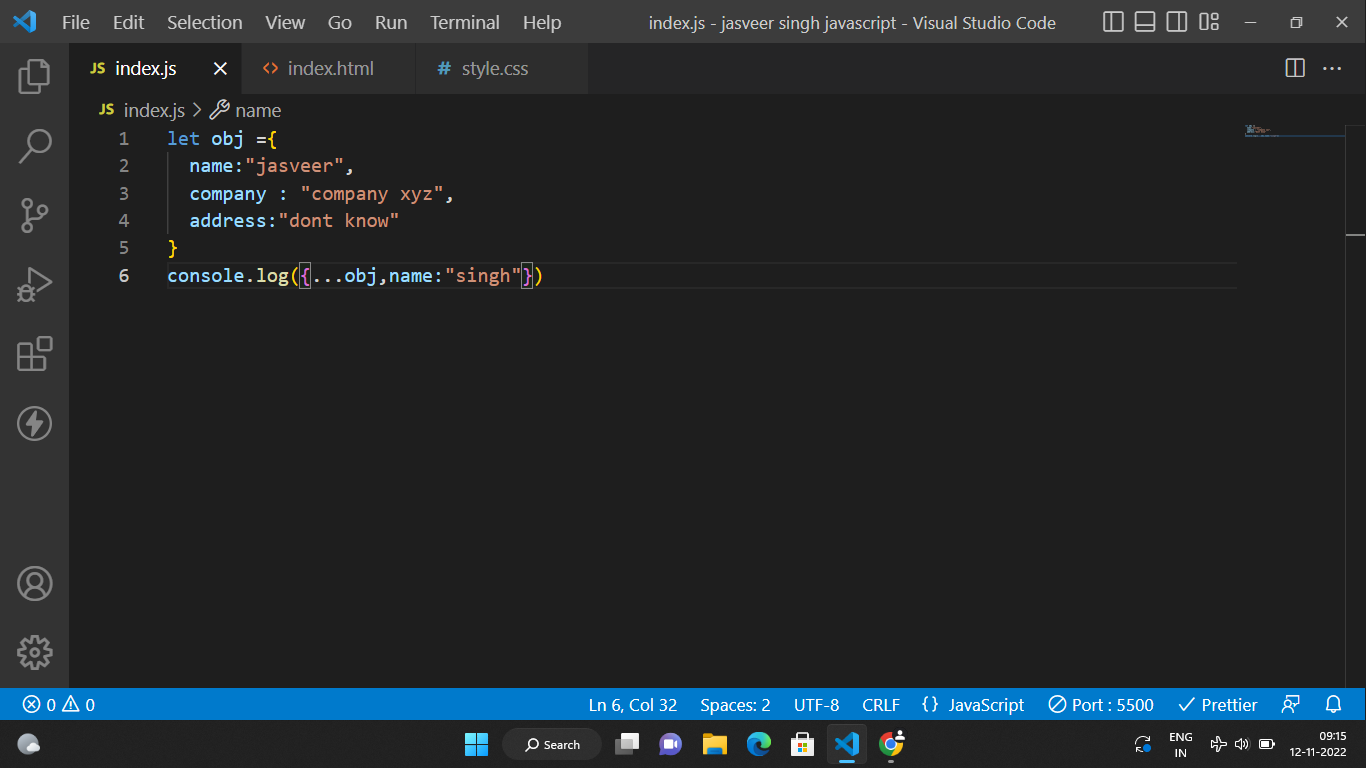 File Edit Selection View Go Run Terminal Help index.js - jasveer singh javascript - Visual Studio Code
JS index.js <> index.html # style.css
JS index.js > name
1 let obj ={
2 name:"jasveer",
3 company : "company xyz",
4 address:"dont know"
5 }
6 console.log({...obj,name:"singh"})
0 0 Ln 6, Col 32 Spaces: 2 UTF-8 CRLF {} JavaScript Port : 5500 Prettier
Search ENG 09:15
IN 12-11-2022